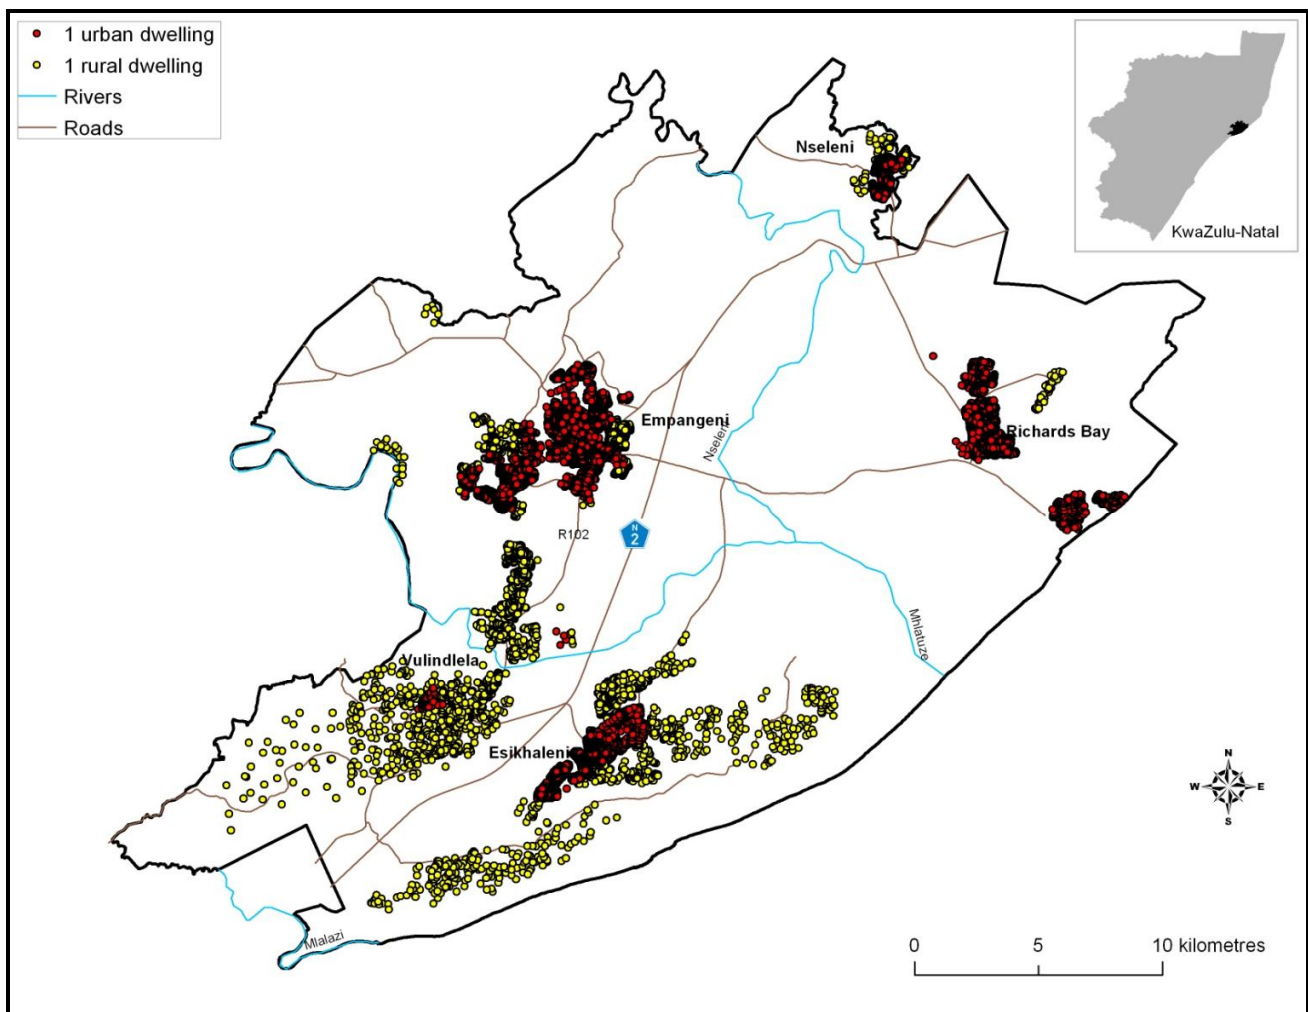 1 urban dwelling
1 rural dwelling
Rivers
Roads
Nseleni
KwaZulu-Natal
Empangeni
Nseleni
Richards Bay
R102
N
2
Mhlatuze
Vulindlela
Esikhaleni
N
W E
S
Mlalazi
0 5 10 kilometres